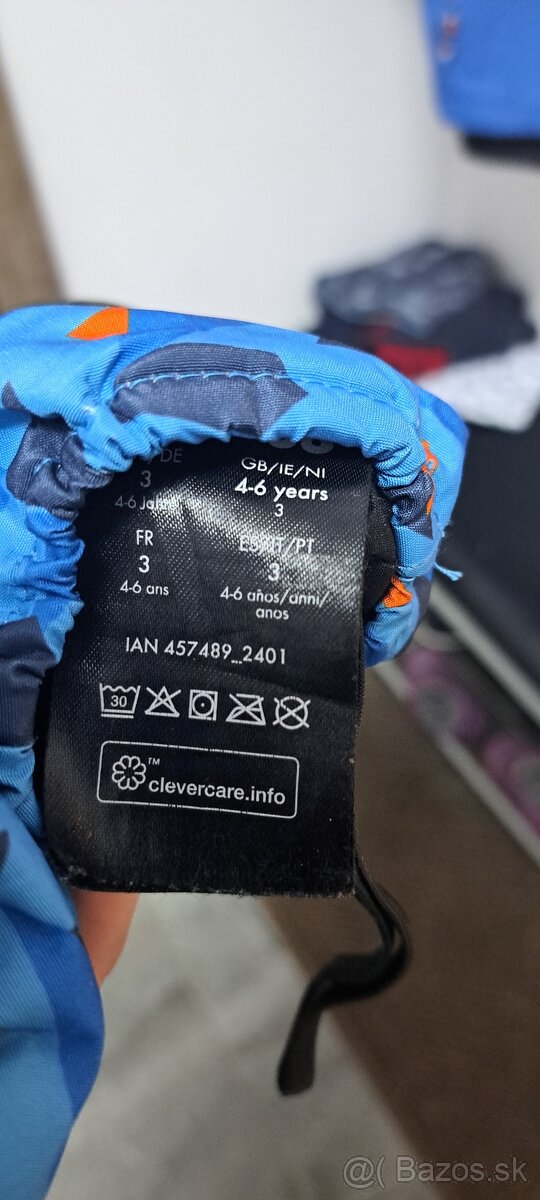 DE
3
4-6 Jahre
GB/IE/NI
4-6 years
3
FR
3
4-6 ans
ES/IT/PT
3
4-6 años/anni/
anos
IAN 457489_2401
30
™
clevercare.info
@( Bazos.sk